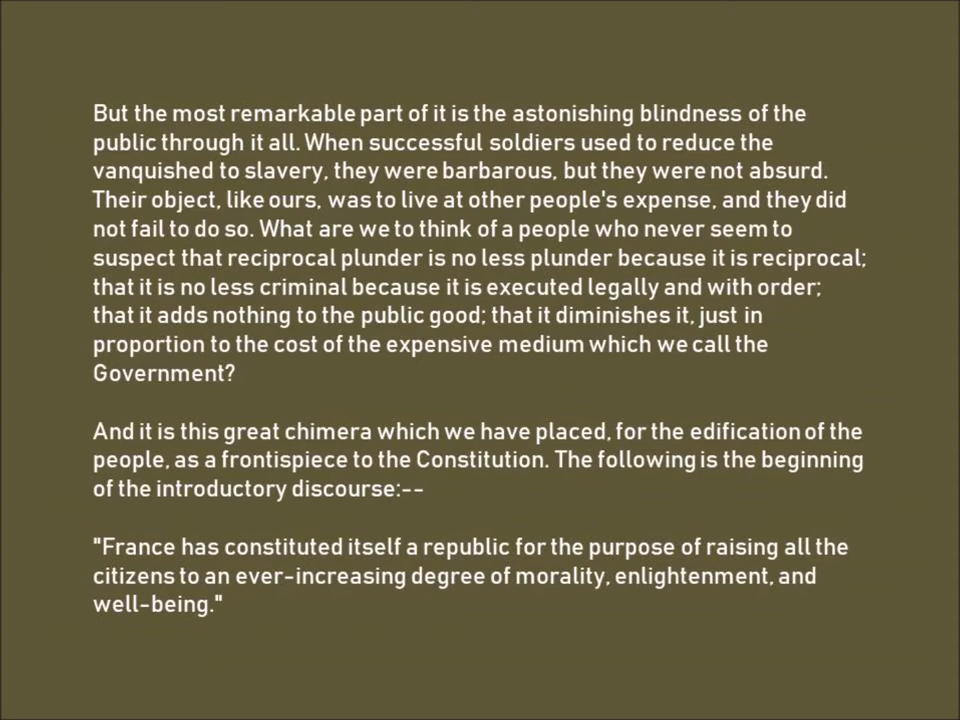 But the most remarkable part of it is the astonishing blindness of the
public through it all. When successful soldiers used to reduce the
vanquished to slavery, they were barbarous, but they were not absurd.
Their object, like ours, was to live at other people's expense, and they did
not fail to do so. What are we to think of a people who never seem to
suspect that reciprocal plunder is no less plunder because it is reciprocal;
that it is no less criminal because it is executed legally and with order;
that it adds nothing to the public good; that it diminishes it, just in
proportion to the cost of the expensive medium which we call the
Government?
And it is this great chimera which we have placed, for the edification of the
people, as a frontispiece to the Constitution. The following is the beginning
of the introductory discourse:--
"France has constituted itself a republic for the purpose of raising all the
citizens to an ever-increasing degree of morality, enlightenment, and
well-being."